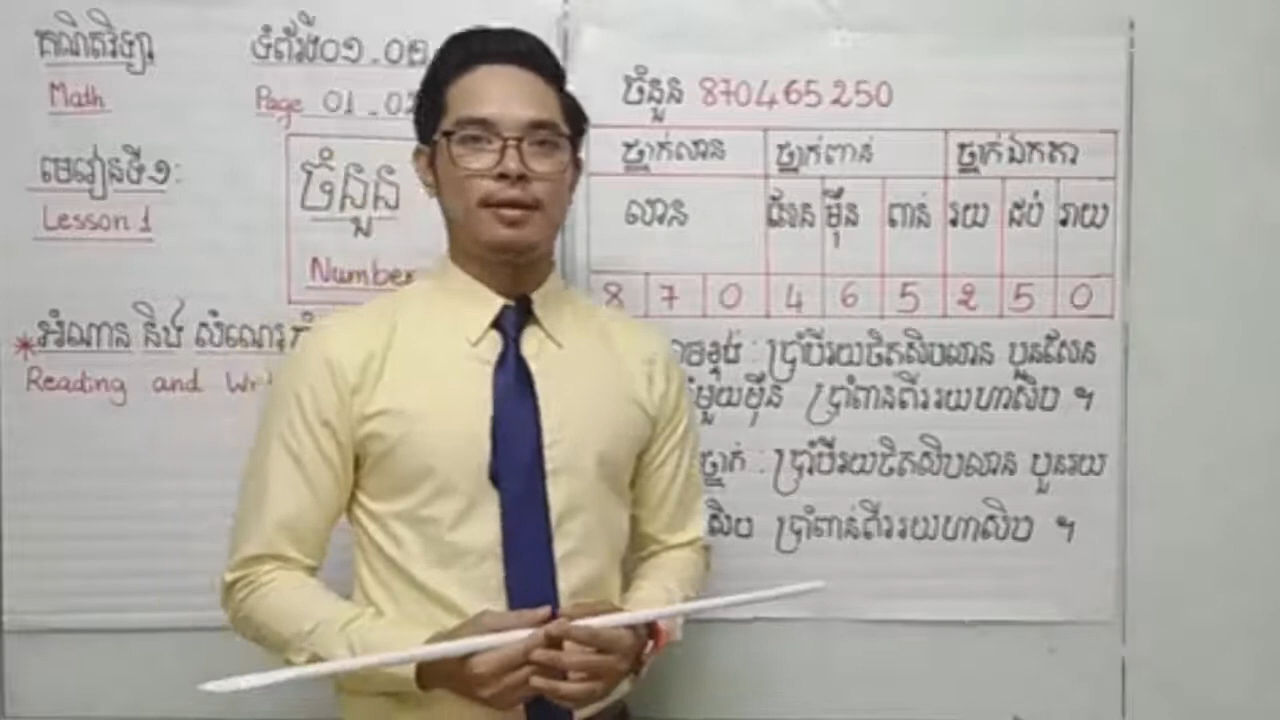 គណិតវិទ្យា
Math
ទំព័រទី០១ - ០២
Page 01 - 02
មេរៀនទី១:
Lesson 1
ចំនួន
Number
* អំណាន និង សំណេរ
Reading and
ចំនួន 870465250
ថ្នាក់លាន ថ្នាក់ពាន់ ថ្នាក់ឯកតា
លាន សែន ម៉ឺន ពាន់ រយ ដប់ រាយ
8 7 0 4 6 5 2 5 0
: ប្រាំបីរយចិតសិបលាន បួនសែន
ម៉ឺន ប្រាំពាន់ពីររយហាសិប ។
ថ្នាក់ : ប្រាំបីរយចិតសិបលាន បួនរយ
សិប ប្រាំពាន់ពីររយហាសិប ។